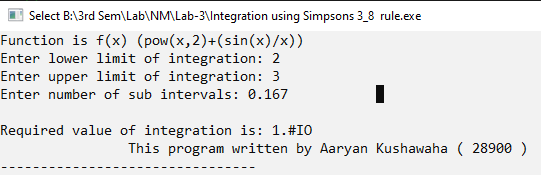 Select B:\3rd Sem\Lab\NM\Lab-3\Integration using Simpsons 3_8 rule.exe
Function is f(x) (pow(x,2)+(sin(x)/x))
Enter lower limit of integration: 2
Enter upper limit of integration: 3
Enter number of sub intervals: 0.167
Required value of integration is: 1.#IO
This program written by Aaryan Kushawaha ( 28900 )
--------------------------------